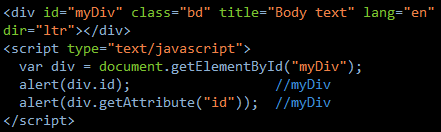 <div id="myDiv" class="bd" title="Body text" lang="en"
dir="ltr"></div>
<script type="text/javascript">
  var div = document.getElementById("myDiv");
  alert(div.id);                  //myDiv
  alert(div.getAttribute("id"));  //myDiv
</script>